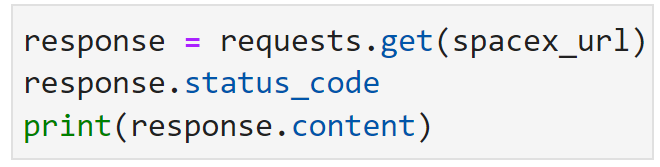 response = requests.get(spacex_url)
response.status_code
print(response.content)